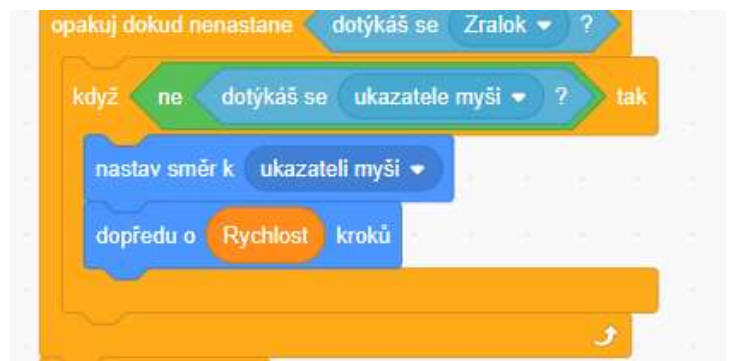 opakuj dokud nenastane dotýkáš se Zralok ?
když ne dotýkáš se ukazatele myši ? tak
nastav směr k ukazateli myši
dopředu o Rychlost kroků